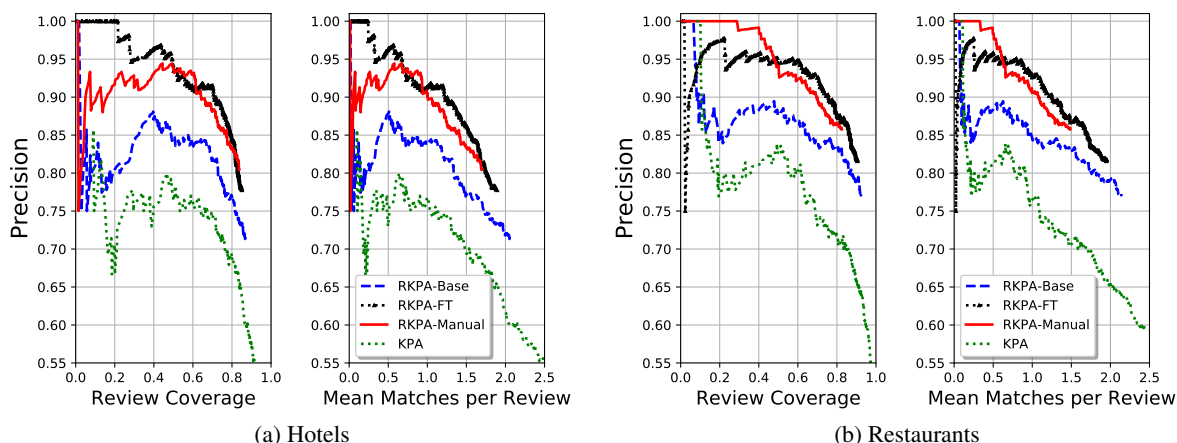 1.00
0.95
0.90
0.85
0.80
0.75
0.70
0.65
0.60
0.55
Precision
0.0 0.2 0.4 0.6 0.8 1.0
Review Coverage
RKPA-Base
RKPA-FT
RKPA-Manual
KPA
0.0 0.5 1.0 1.5 2.0 2.5
Mean Matches per Review
(a) Hotels
1.00
0.95
0.90
0.85
0.80
0.75
0.70
0.65
0.60
0.55
Precision
0.0 0.2 0.4 0.6 0.8 1.0
Review Coverage
RKPA-Base
RKPA-FT
RKPA-Manual
KPA
0.0 0.5 1.0 1.5 2.0 2.5
Mean Matches per Review
(b) Restaurants